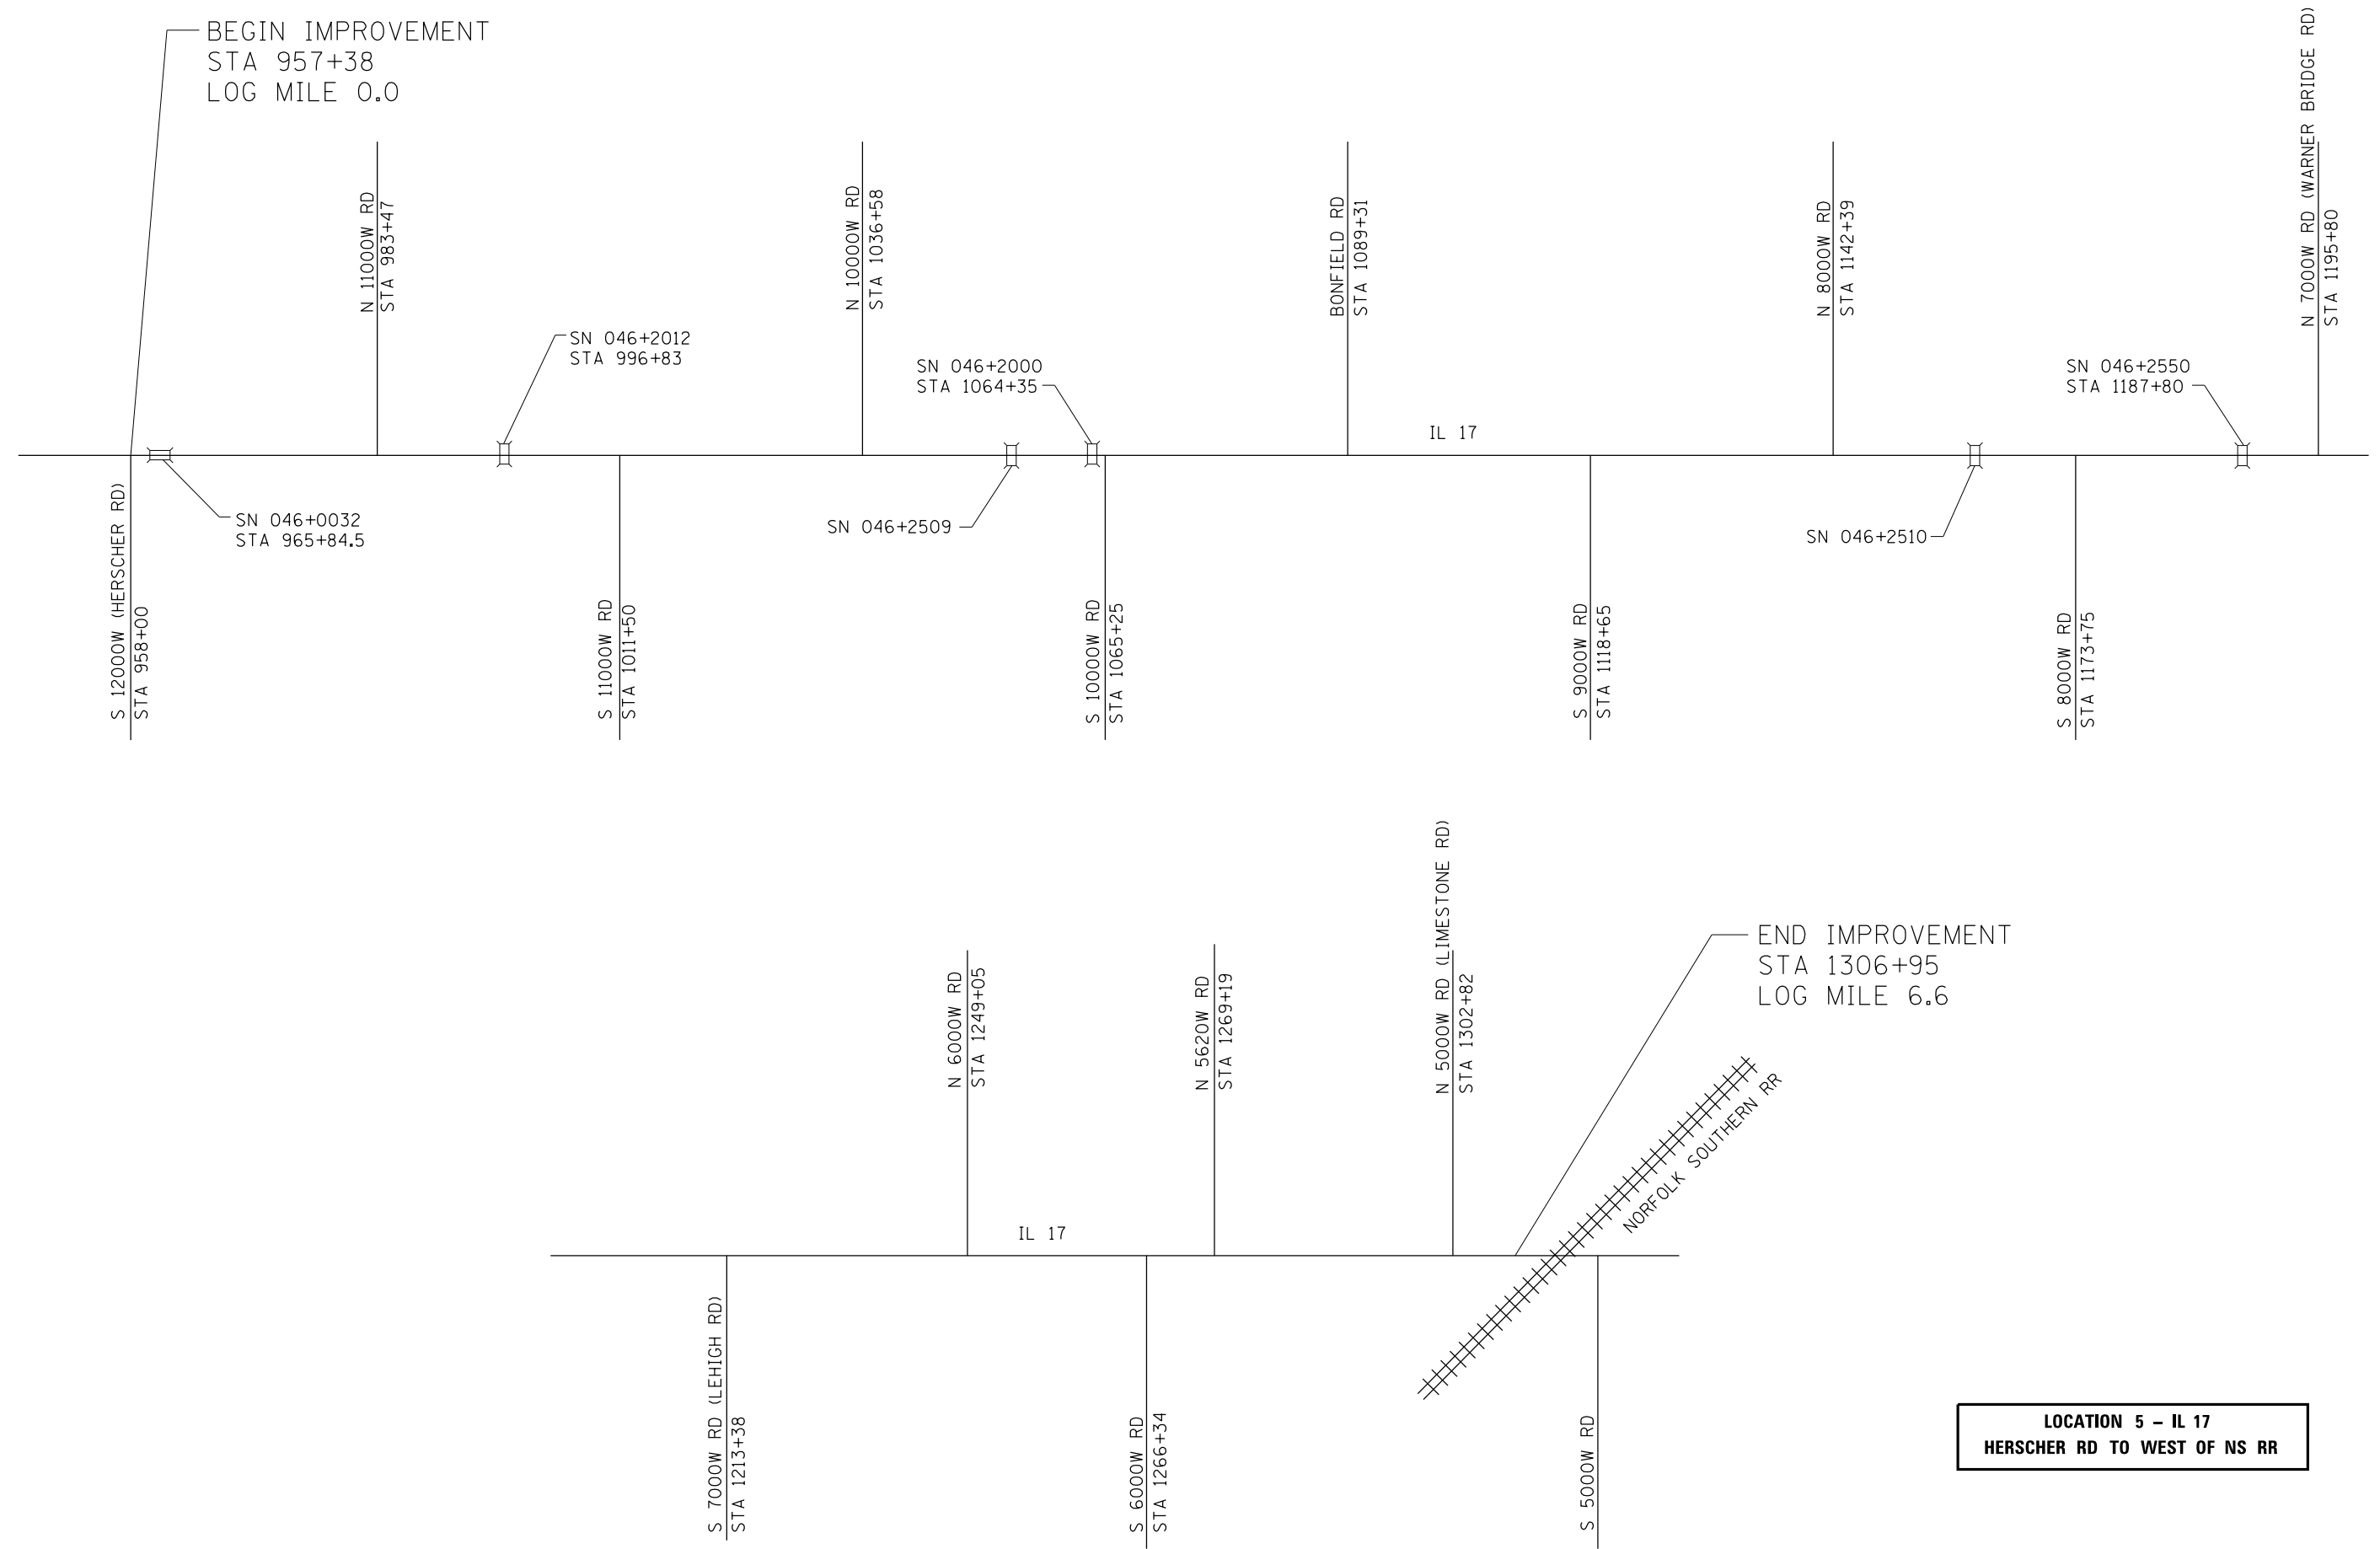 BEGIN IMPROVEMENT
STA 957+38
LOG MILE 0.0
N 11000W RD
STA 983+47
N 10000W RD
STA 1036+58
BONFIELD RD
STA 1089+31
N 8000W RD
STA 1142+39
N 7000W RD (WARNER BRIDGE RD)
STA 1195+80
SN 046+2012
STA 996+83
SN 046+2000
STA 1064+35
SN 046+2550
STA 1187+80
IL 17
SN 046+0032
STA 965+84.5
SN 046+2509
SN 046+2510
S 12000W (HERSCHER RD)
STA 958+00
S 11000W RD
STA 1011+50
S 10000W RD
STA 1065+25
S 9000W RD
STA 1118+65
S 8000W RD
STA 1173+75
N 6000W RD
STA 1249+05
N 5620W RD
STA 1269+19
N 5000W RD (LIMESTONE RD)
STA 1302+82
END IMPROVEMENT
STA 1306+95
LOG MILE 6.6
NORFOLK SOUTHERN RR
IL 17
S 7000W RD (LEHIGH RD)
STA 1213+38
S 6000W RD
STA 1266+34
S 5000W RD
LOCATION 5 – IL 17
HERSCHER RD TO WEST OF NS RR